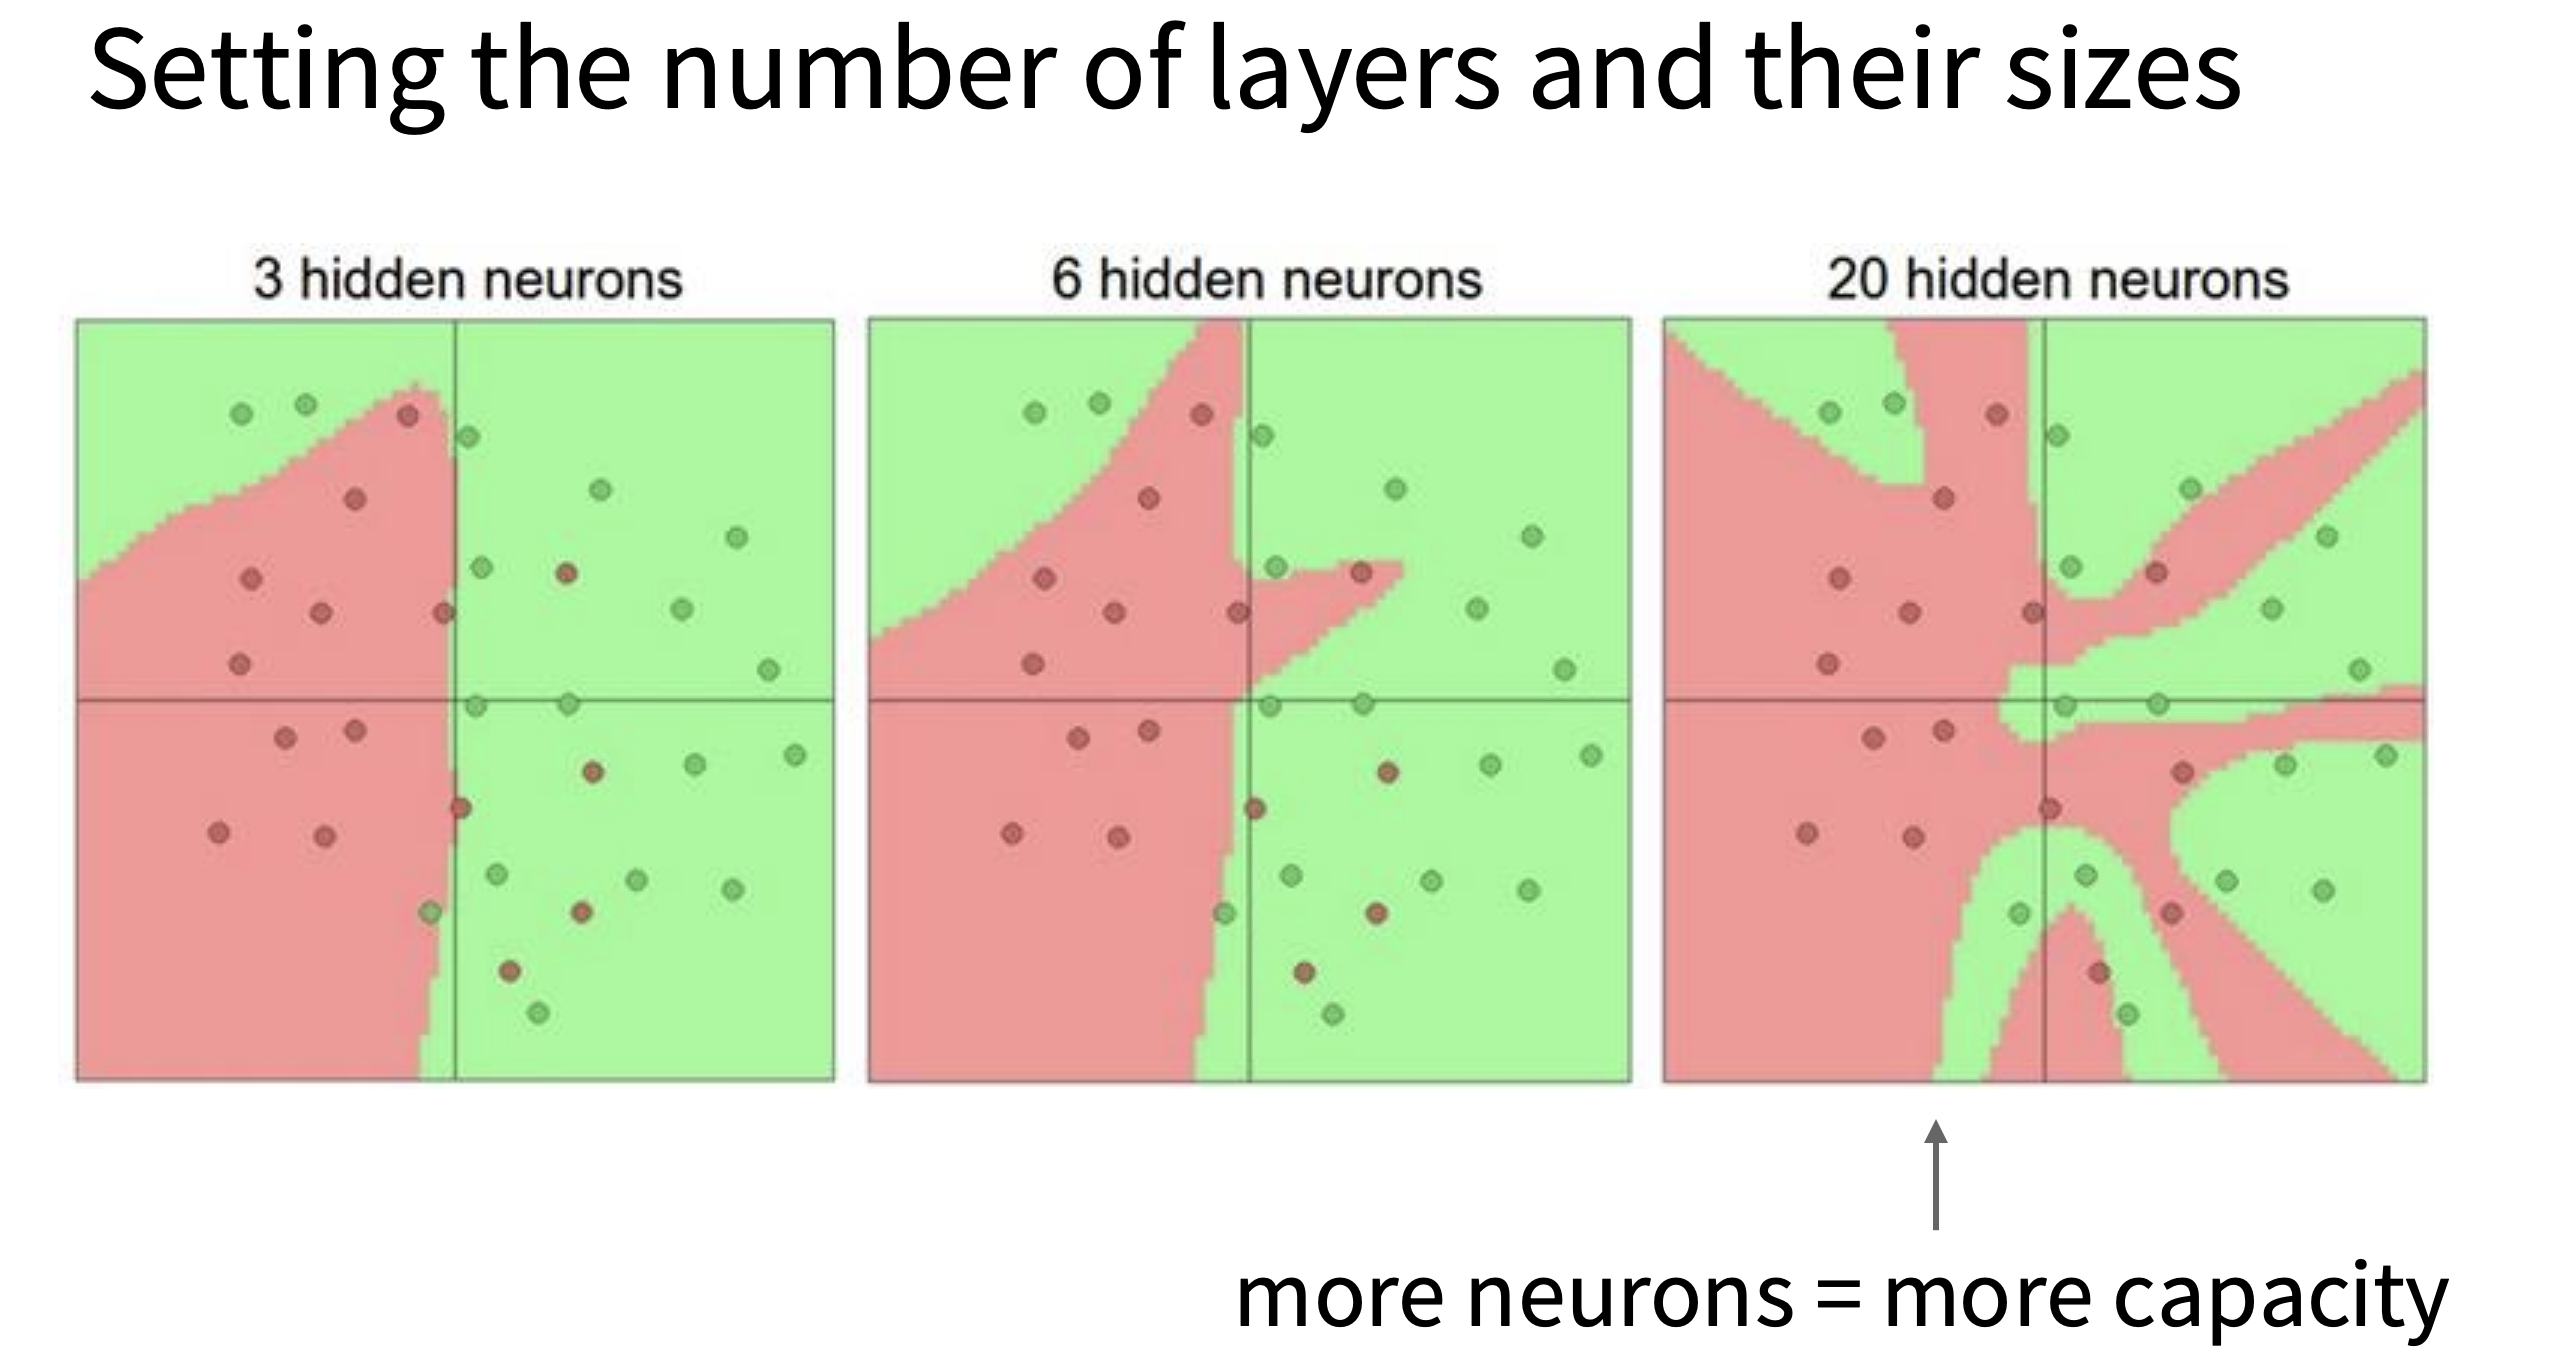 Setting the number of layers and their sizes
3 hidden neurons
6 hidden neurons
20 hidden neurons
more neurons = more capacity